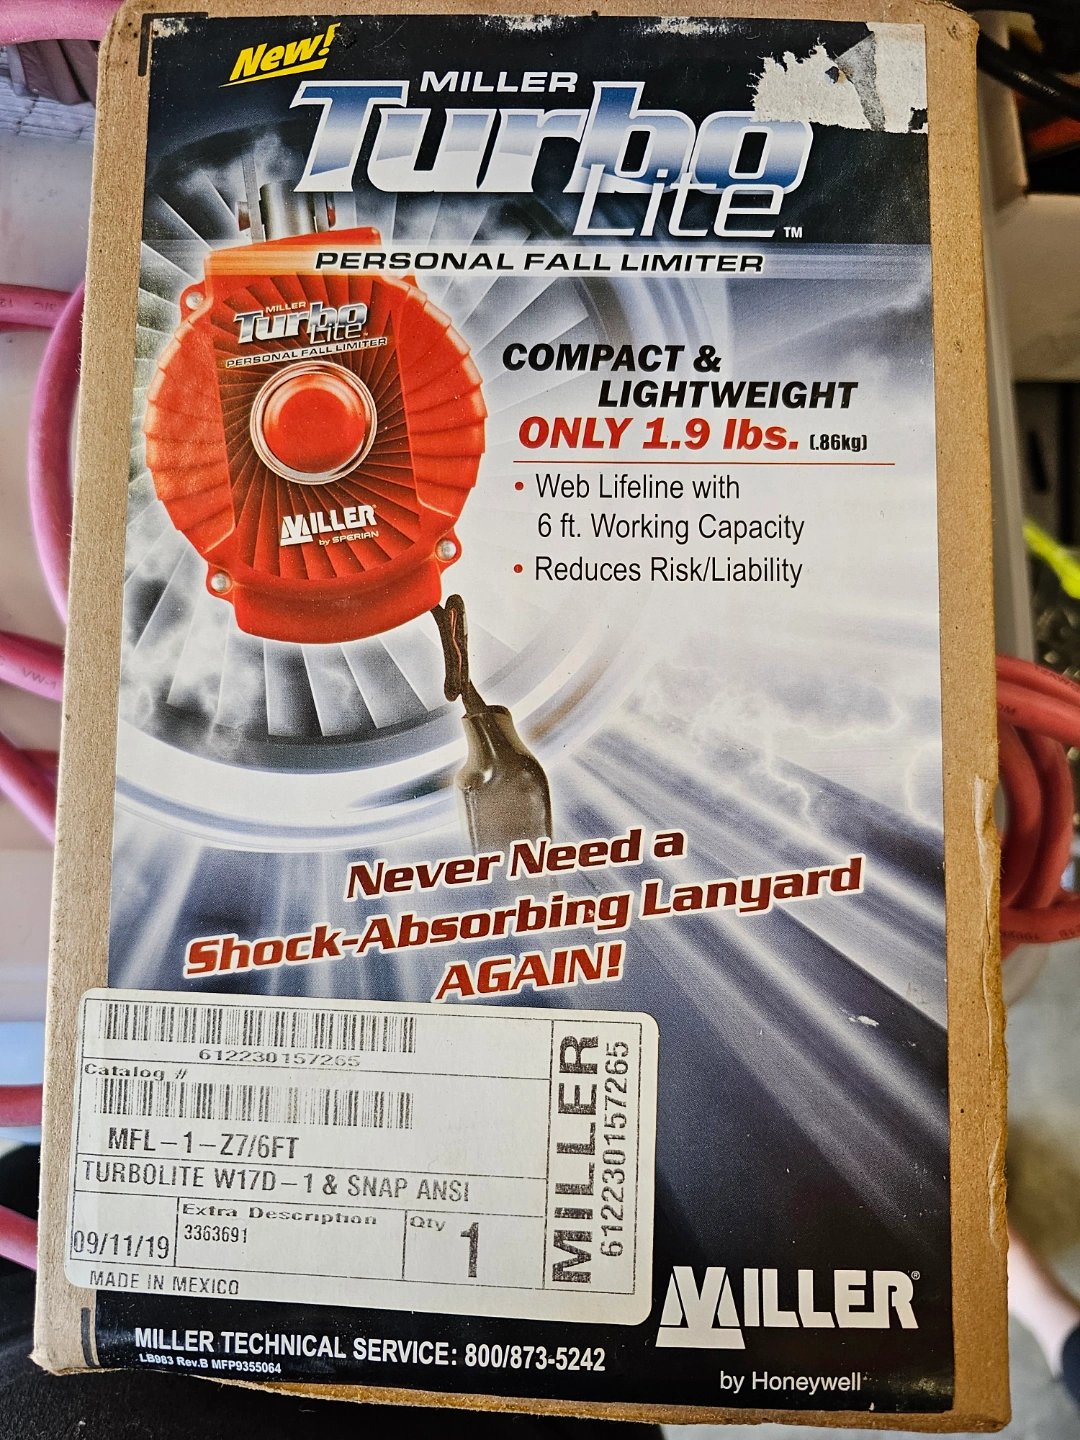 New!
MILLER
Turbo
Lite™
PERSONAL FALL LIMITER
MILLER
Turbo
Lite
PERSONAL FALL LIMITER
MILLER
by SPERIAN
COMPACT &
LIGHTWEIGHT
ONLY 1.9 lbs. (.86kg)
• Web Lifeline with
6 ft. Working Capacity
• Reduces Risk/Liability
Never Need a
Shock-Absorbing Lanyard
AGAIN!
612230157265
Catalog #
MFL-1-Z7/6FT
TURBOLITE W17D-1 & SNAP ANSI
09/11/19
Extra Description
3363691
Qty
1
MADE IN MEXICO
MILLER
612230157265
MILLER®
by Honeywell
MILLER TECHNICAL SERVICE: 800/873-5242
LB983 Rev.B MFP9355064